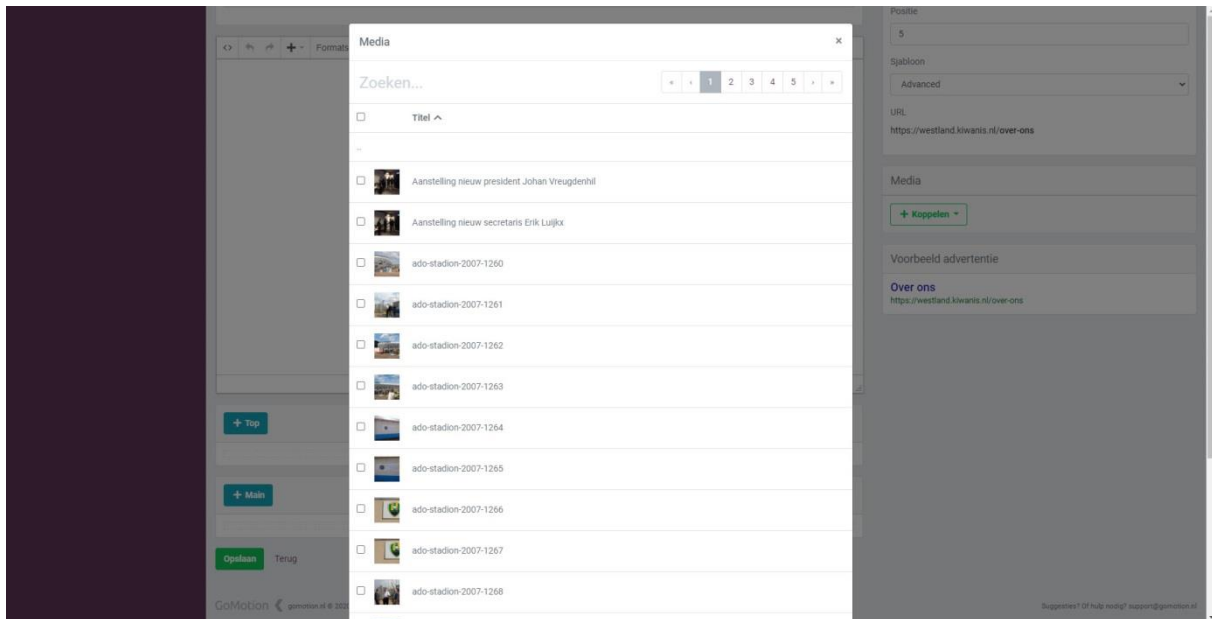 Formats
Media
×
Zoeken...
« ‹ 1 2 3 4 5 › »
Titel
..
Aanstelling nieuw president Johan Vreugdenhil
Aanstelling nieuw secretaris Erik Luijkx
ado-stadion-2007-1260
ado-stadion-2007-1261
ado-stadion-2007-1262
ado-stadion-2007-1263
ado-stadion-2007-1264
ado-stadion-2007-1265
ado-stadion-2007-1266
ado-stadion-2007-1267
ado-stadion-2007-1268
+ Top
+ Main
Opslaan Terug
GoMotion gomotion.nl ©
Positie
5
Sjabloon
Advanced
URL
https://westland.kiwanis.nl/over-ons
Media
+ Koppelen
Voorbeeld advertentie
Over ons
https://westland.kiwanis.nl/over-ons
Suggesties? Of hulp nodig? support@gomotion.nl